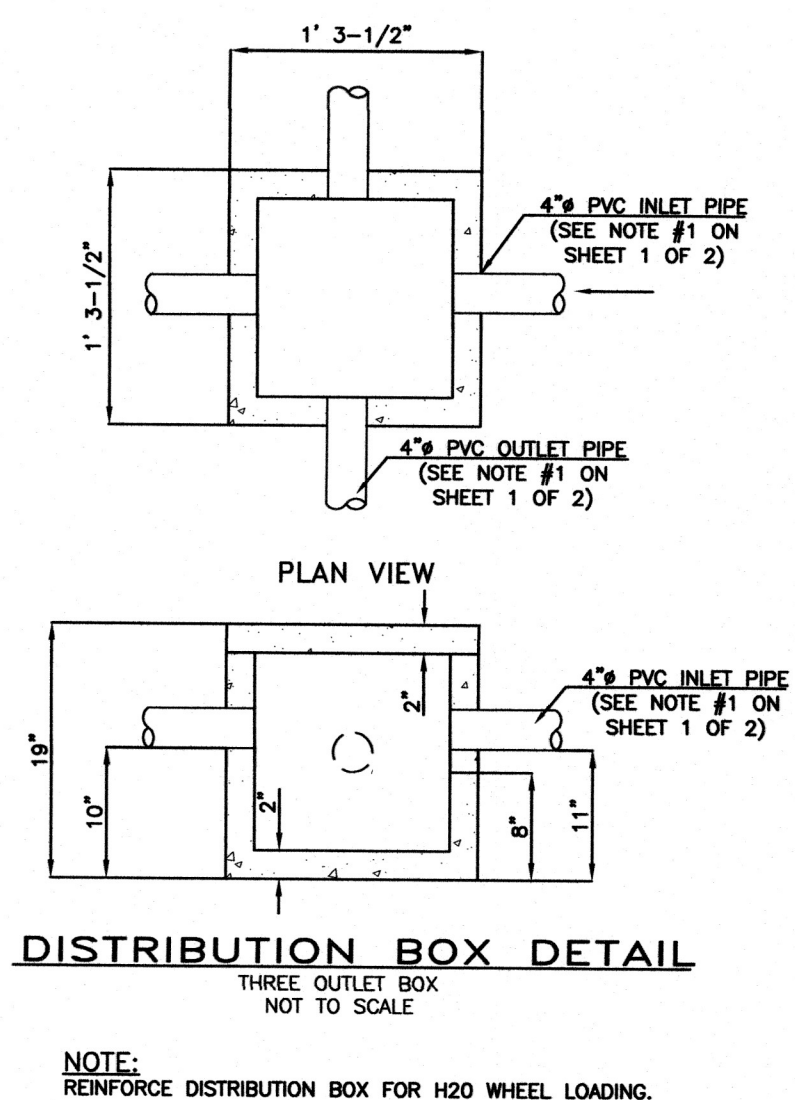 1' 3-1/2"
1' 3-1/2"
4"ø PVC INLET PIPE
(SEE NOTE #1 ON
SHEET 1 OF 2)
4"ø PVC OUTLET PIPE
(SEE NOTE #1 ON
SHEET 1 OF 2)
PLAN VIEW
4"ø PVC INLET PIPE
(SEE NOTE #1 ON
SHEET 1 OF 2)
2"
19"
10"
2"
8"
11"
DISTRIBUTION BOX DETAIL
THREE OUTLET BOX
NOT TO SCALE
NOTE:
REINFORCE DISTRIBUTION BOX FOR H20 WHEEL LOADING.